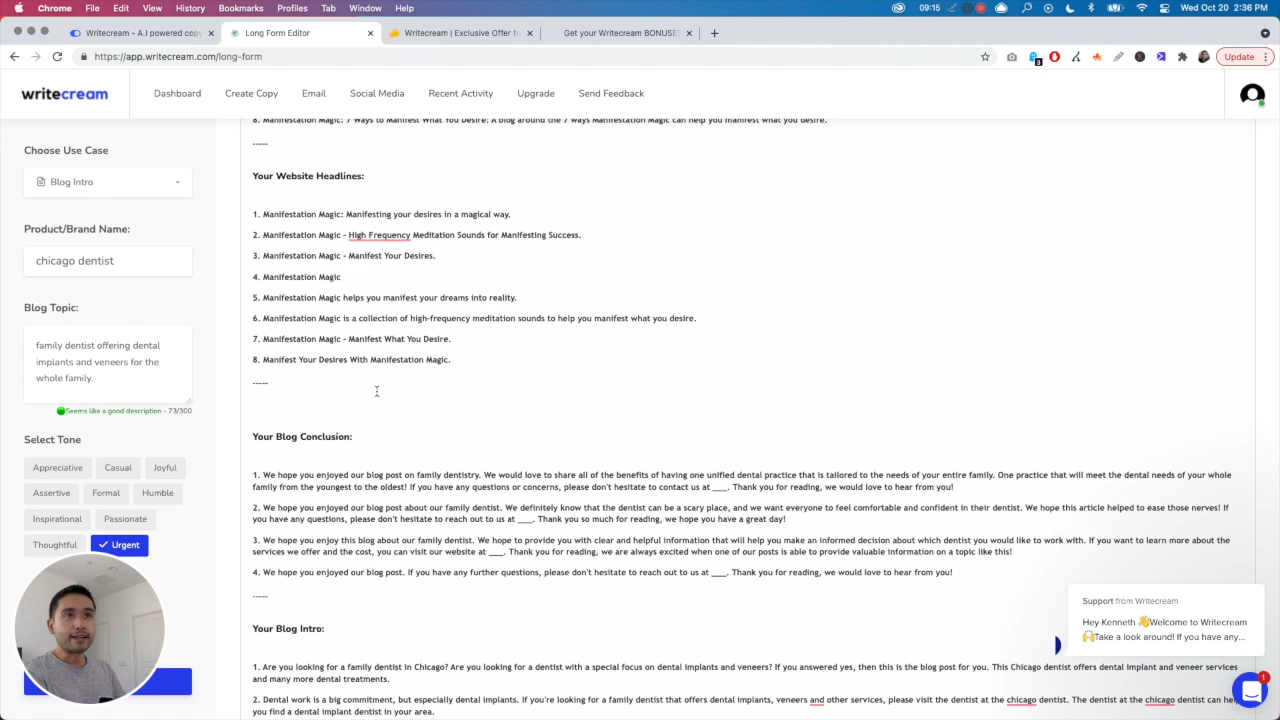 Chrome File Edit View History Bookmarks Profiles Tab Window Help 09:15 Wed Mar 2 2:36 PM
Writecream - A.I powered copy × Long Form Editor × Writecream | Exclusive Offer fr × Get your Writecream BONUSES × +
https://app.writecream.com/long-form 3 Update
writecream Dashboard Create Copy Email Social Media Recent Activity Upgrade Send Feedback
8. Manifestation Magic: 7 Ways to Manifest What You Desire: A blog around the 7 ways Manifestation Magic can help you manifest what you desire.
-----
Choose Use Case
Blog Intro
Product/Brand Name:
chicago dentist
Blog Topic:
family dentist offering dental
implants and veneers for the
whole family.
Seems like a good description - 73/300
Select Tone
Appreciative Casual Joyful
Assertive Formal Humble
Inspirational Passionate
Thoughtful ✓ Urgent
Your Website Headlines:
1. Manifestation Magic: Manifesting your desires in a magical way.
2. Manifestation Magic - High Frequency Meditation Sounds for Manifesting Success.
3. Manifestation Magic - Manifest Your Desires.
4. Manifestation Magic
5. Manifestation Magic helps you manifest your dreams into reality.
6. Manifestation Magic is a collection of high-frequency meditation sounds to help you manifest what you desire.
7. Manifestation Magic - Manifest What You Desire.
8. Manifest Your Desires With Manifestation Magic.
-----
Your Blog Conclusion:
1. We hope you enjoyed our blog post on family dentistry. We would love to share all of the benefits of having one unified dental practice that is tailored to the needs of your entire family. One practice that will meet the dental needs of your whole
family from the youngest to the oldest! If you have any questions or concerns, please don't hesitate to contact us at ___. Thank you for reading, we would love to hear from you!
2. We hope you enjoyed our blog post about our family dentist. We definitely know that the dentist can be a scary place, and we want everyone to feel comfortable and confident in their dentist. We hope this article helped to ease those nerves! If
you have any questions, please don't hesitate to reach out to us at ___. Thank you so much for reading, we hope you have a great day!
3. We hope you enjoy this blog about our family dentist. We hope to provide you with clear and helpful information that will help you make an informed decision about which dentist you would like to work with. If you want to learn more about the
services we offer and the cost, you can visit our website at ___. Thank you for reading, we are always excited when one of our posts is able to provide valuable information on a topic like this!
4. We hope you enjoyed our blog post. If you have any further questions, please don't hesitate to reach out to us at ___. Thank you for reading, we would love to hear from you!
-----
Your Blog Intro:
1. Are you looking for a family dentist in Chicago? Are you looking for a dentist with a special focus on dental implants and veneers? If you answered yes, then this is the blog post for you. This Chicago dentist offers dental implant and veneer services
and many more dental treatments.
2. Dental work is a big commitment, but especially dental implants. If you're looking for a family dentist that offers dental implants, veneers and other services, please visit the dentist at the chicago dentist. The dentist at the chicago dentist can he
you find a dental implant dentist in your area.
Support from Writecream
Hey Kenneth 👋Welcome to Writecream
🙌Take a look around! If you have any...
1